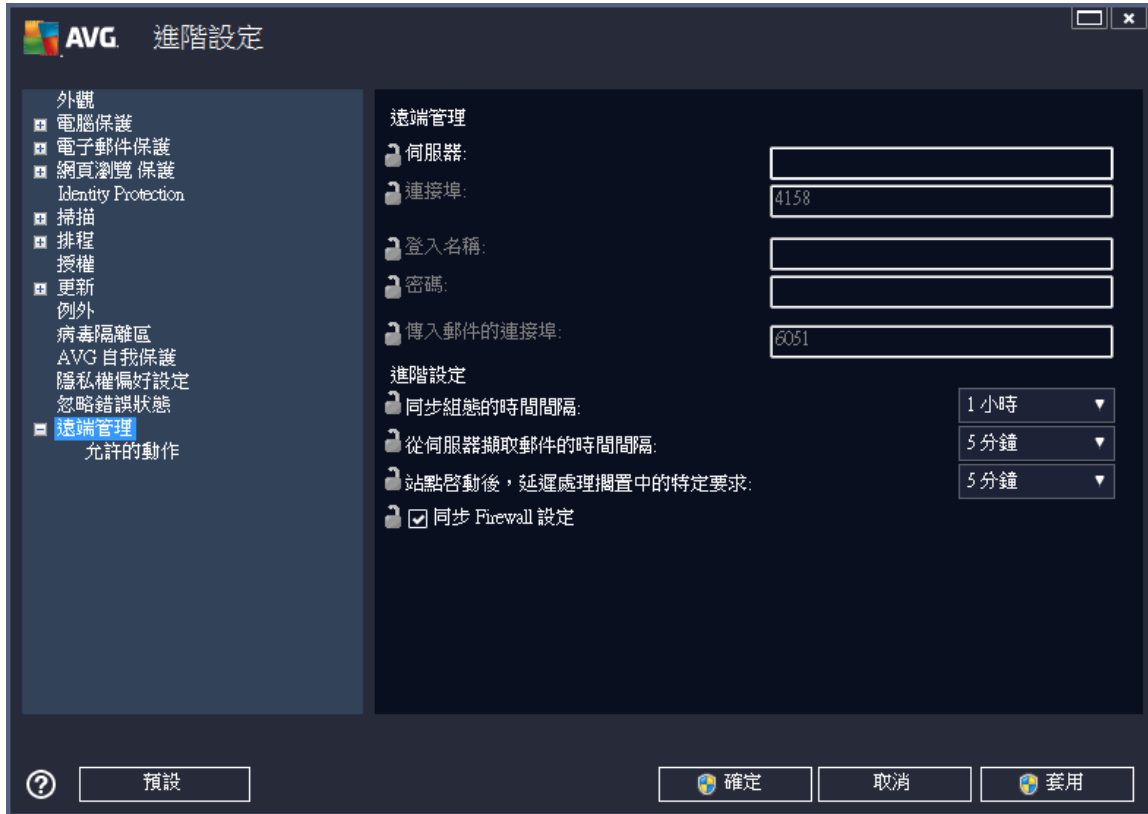 AVG. 進階設定
外觀
電腦保護
電子郵件保護
網頁瀏覽 保護
Identity Protection
掃描
排程
授權
更新
例外
病毒隔離區
AVG 自我保護
隱私權偏好設定
忽略錯誤狀態
遠端管理
允許的動作
遠端管理
伺服器:
連接埠: 4158
登入名稱:
密碼:
傳入郵件的連接埠: 6051
進階設定
同步組態的時間間隔: 1 小時
從伺服器擷取郵件的時間間隔: 5 分鐘
站點啓動後，延遲處理擱置中的特定要求: 5 分鐘
同步 Firewall 設定
預設 確定 取消 套用